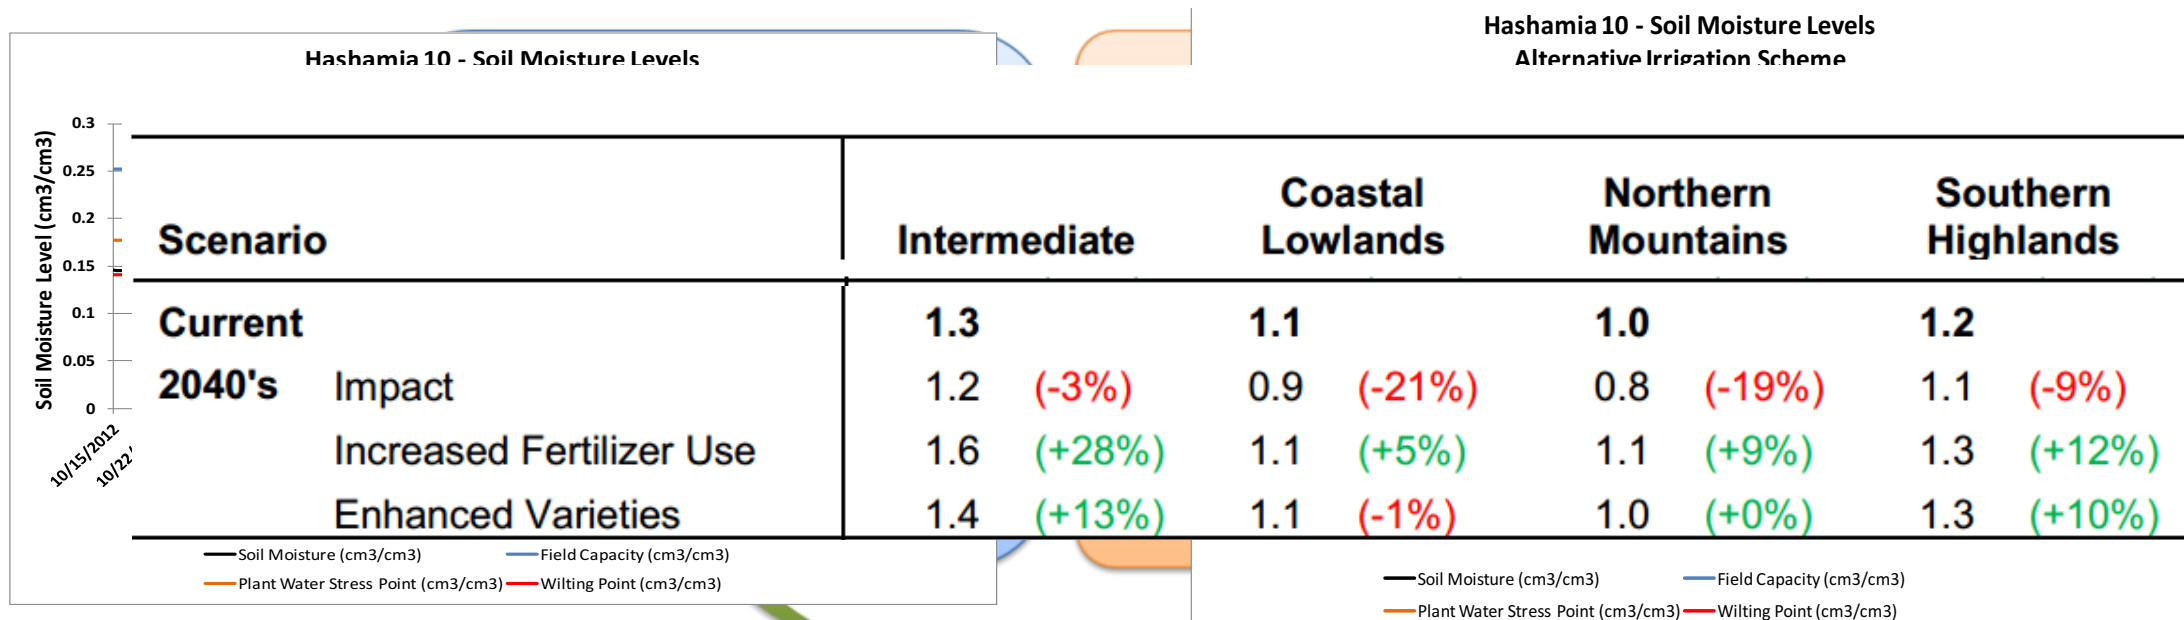 Hashamia 10 - Soil Moisture Levels
Hashamia 10 - Soil Moisture Levels
Alternative Irrigation Scheme
Soil Moisture Level (cm3/cm3)
0.3
0.25
0.2
0.15
0.1
0.05
0
10/15/2012
10/22/
Scenario Intermediate Coastal Lowlands Northern Mountains Southern Highlands
Current 1.3 1.1 1.0 1.2
2040's Impact 1.2 (-3%) 0.9 (-21%) 0.8 (-19%) 1.1 (-9%)
Increased Fertilizer Use 1.6 (+28%) 1.1 (+5%) 1.1 (+9%) 1.3 (+12%)
Enhanced Varieties 1.4 (+13%) 1.1 (-1%) 1.0 (+0%) 1.3 (+10%)
Soil Moisture (cm3/cm3) Field Capacity (cm3/cm3)
Plant Water Stress Point (cm3/cm3) Wilting Point (cm3/cm3)
Soil Moisture (cm3/cm3) Field Capacity (cm3/cm3)
Plant Water Stress Point (cm3/cm3) Wilting Point (cm3/cm3)